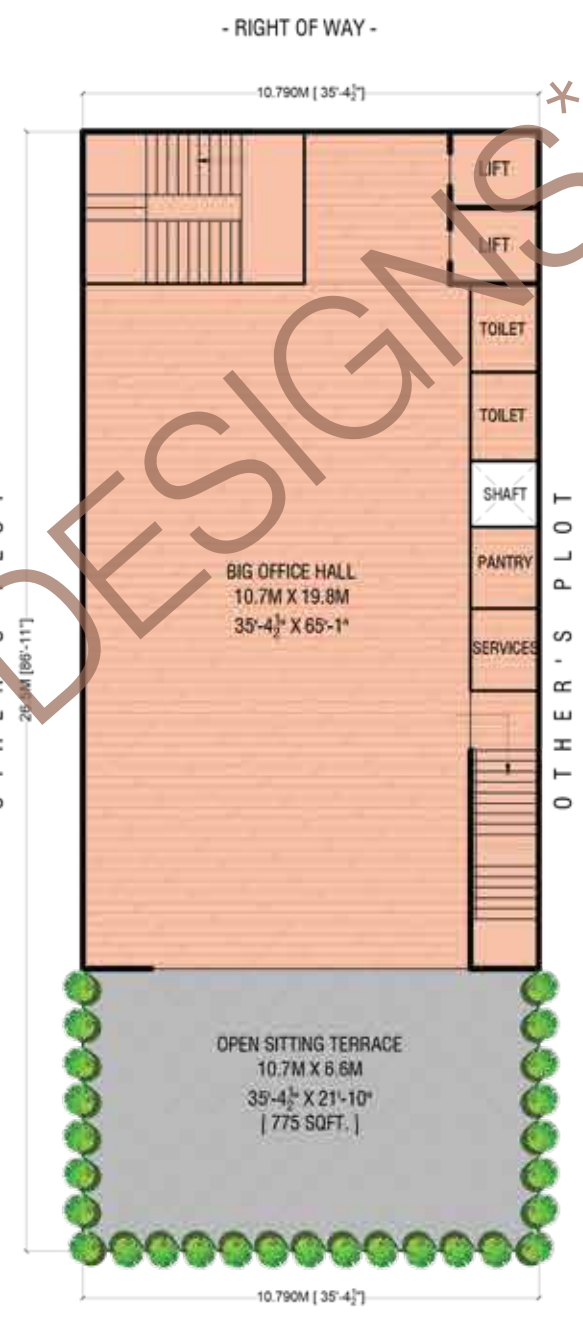 - RIGHT OF WAY -
10.790M [ 35'-4½"]
LIFT
LIFT
TOILET
TOILET
SHAFT
PANTRY
SERVICES
BIG OFFICE HALL
10.7M X 19.8M
35'-4½" X 65'-1"
OTHER'S PLOT
DESIGNS*
OPEN SITTING TERRACE
10.7M X 6.6M
35'-4½" X 21'-10"
[ 775 SQFT. ]
10.790M [ 35'-4½"]